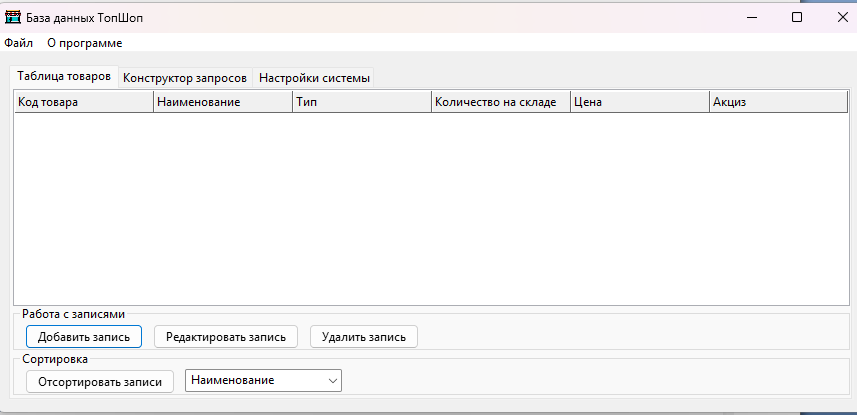 База данных ТопШоп
Файл О программе
Таблица товаров Конструктор запросов Настройки системы
Код товара Наименование Тип Количество на складе Цена Акциз
Работа с записями
Добавить запись Редактировать запись Удалить запись
Сортировка
Отсортировать записи Наименование